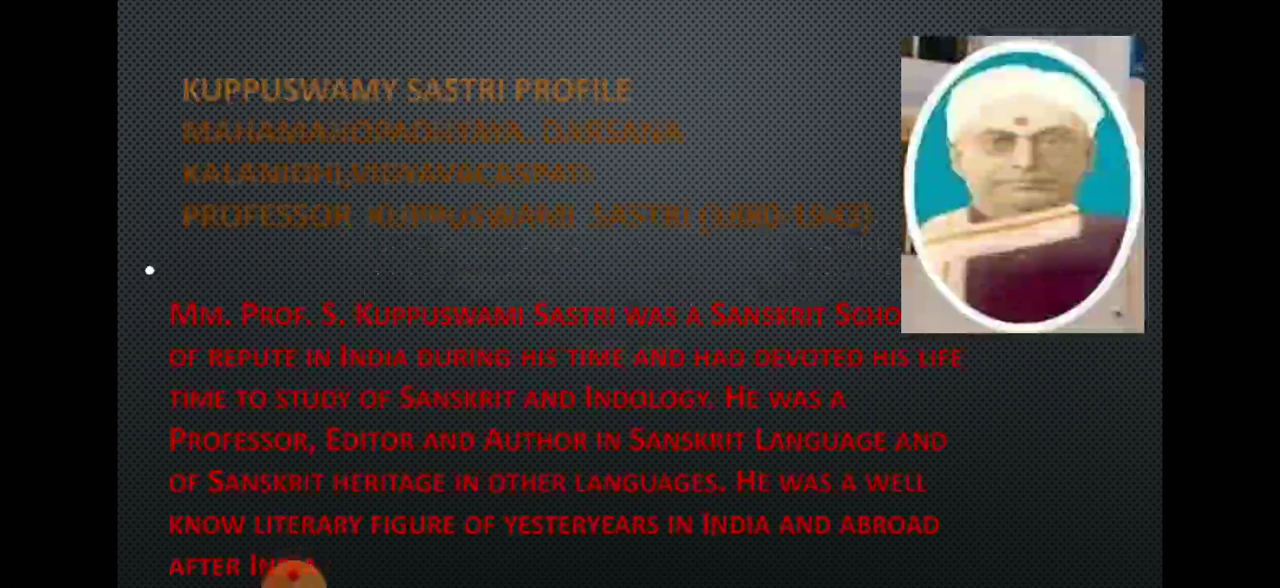 KUPPUSWAMY SASTRI PROFILE
MAHAMAHOPADHYAYA, DARSANA
KALANIDHI,VIDYAVACASPATI
PROFESSOR KUPPUSWAMI SASTRI (1880-1943)
MM. PROF. S. KUPPUSWAMI SASTRI WAS A SANSKRIT SCHO
OF REPUTE IN INDIA DURING HIS TIME AND HAD DEVOTED HIS LIFE
TIME TO STUDY OF SANSKRIT AND INDOLOGY. HE WAS A
PROFESSOR, EDITOR AND AUTHOR IN SANSKRIT LANGUAGE AND
OF SANSKRIT HERITAGE IN OTHER LANGUAGES. HE WAS A WELL
KNOW LITERARY FIGURE OF YESTERYEARS IN INDIA AND ABROAD
AFTER